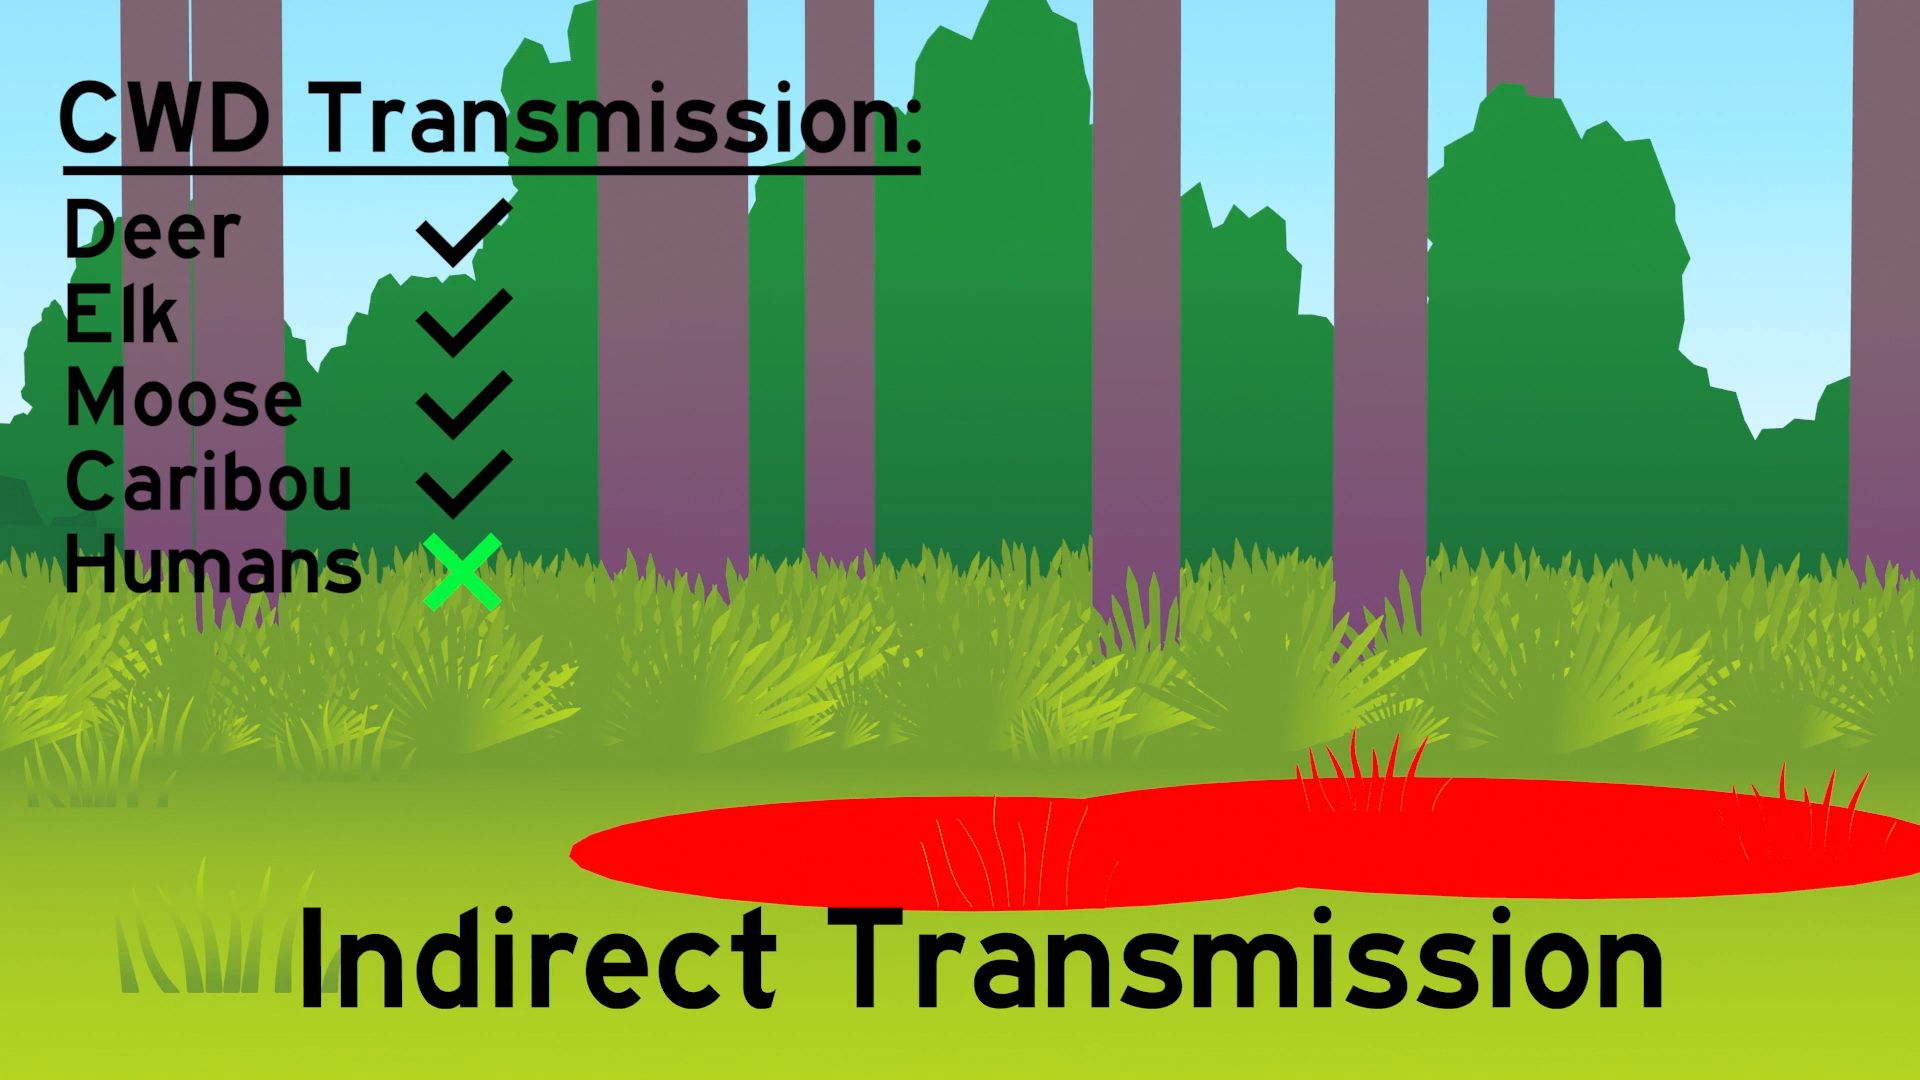 CWD Transmission:
Deer ✓
Elk ✓
Moose ✓
Caribou ✓
Humans ✕
Indirect Transmission